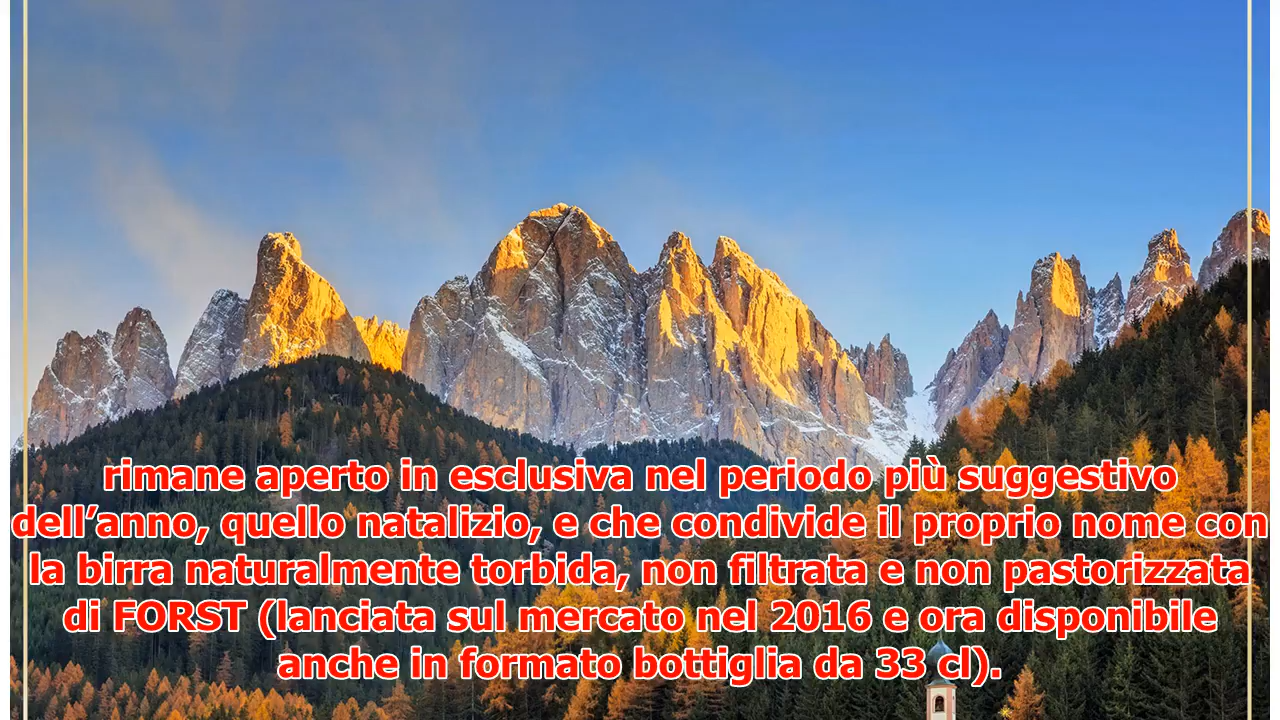 rimane aperto in esclusiva nel periodo più suggestivo
dell’anno, quello natalizio, e che condivide il proprio nome con
la birra naturalmente torbida, non filtrata e non pastorizzata
di FORST (lanciata sul mercato nel 2016 e ora disponibile
anche in formato bottiglia da 33 cl).